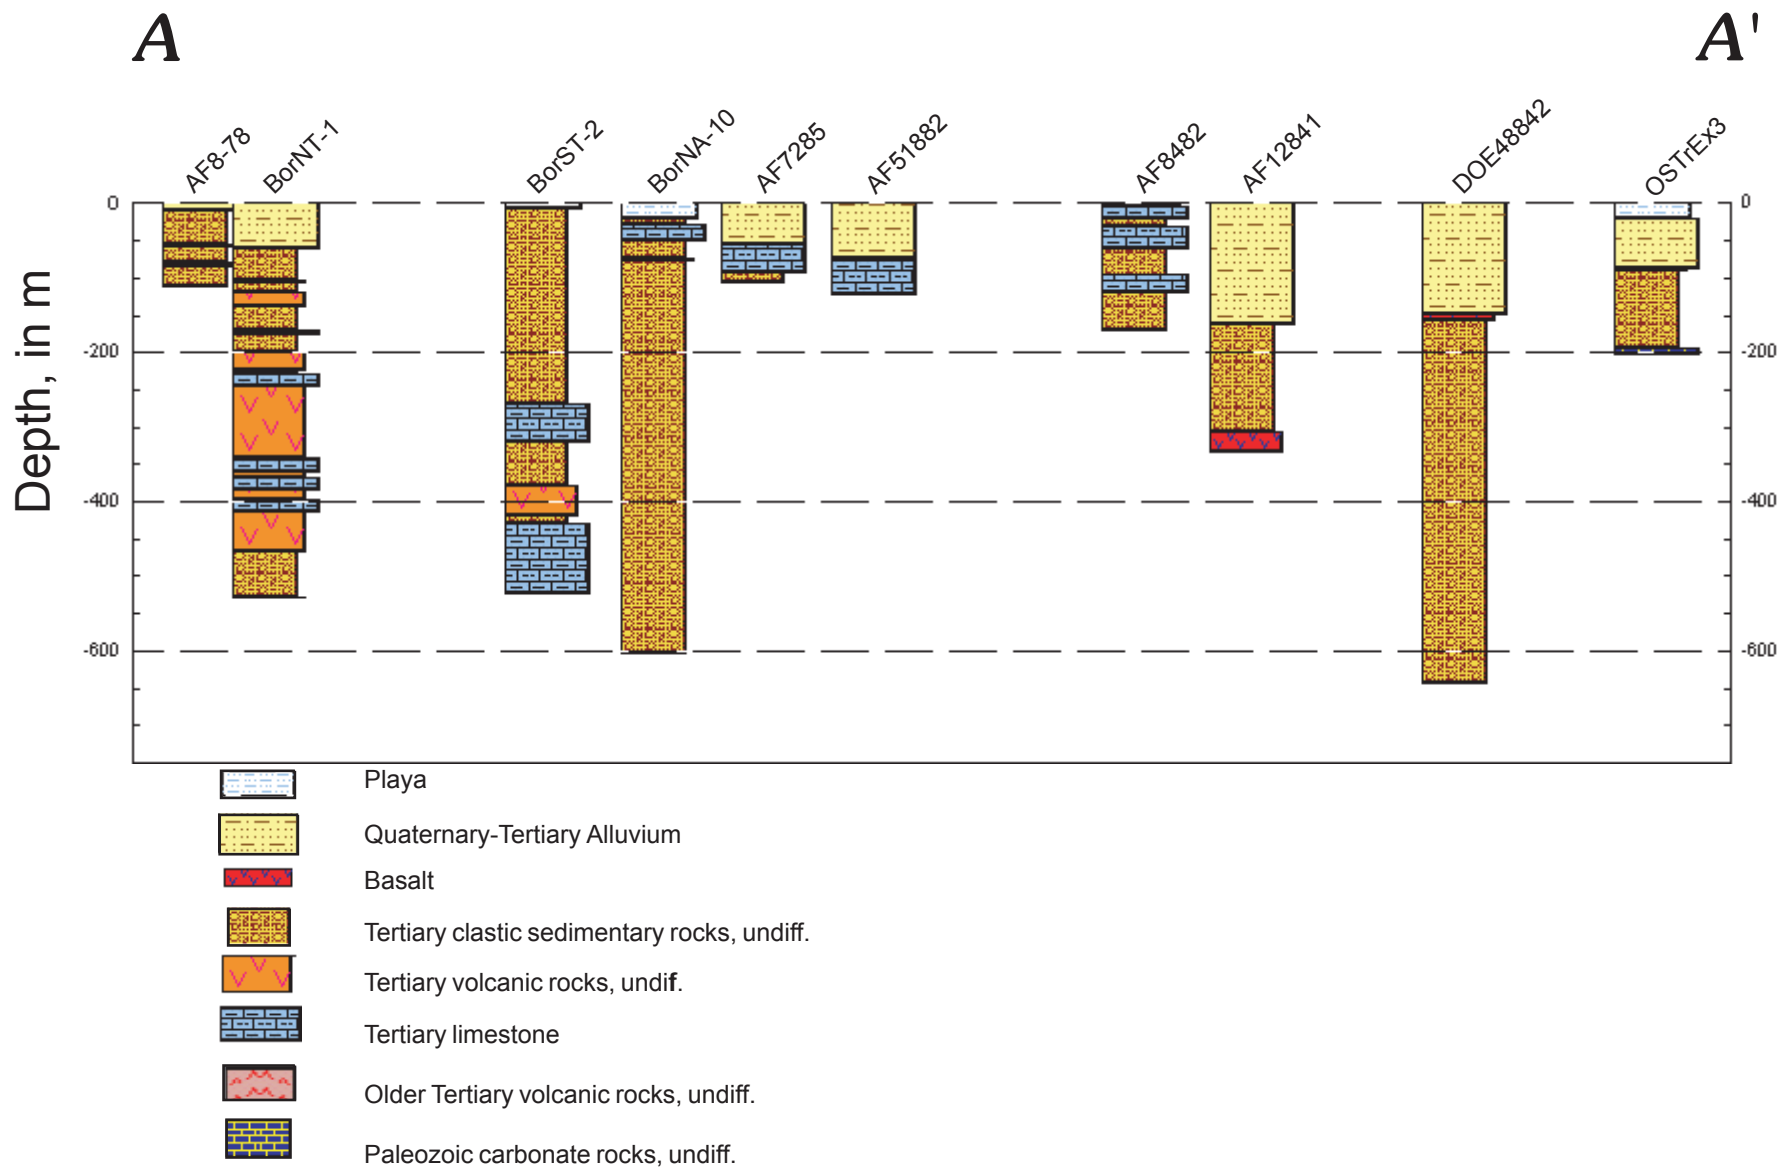 A A'
AF8-78 BorNT-1 BorST-2 BorNA-10 AF7285 AF51882 AF8482 AF12841 DOE48842 OSTrEx3
Depth, in m
0 0
-200 -200
-400 -400
-600 -600
Playa
Quaternary-Tertiary Alluvium
Basalt
Tertiary clastic sedimentary rocks, undiff.
Tertiary volcanic rocks, undif.
Tertiary limestone
Older Tertiary volcanic rocks, undiff.
Paleozoic carbonate rocks, undiff.